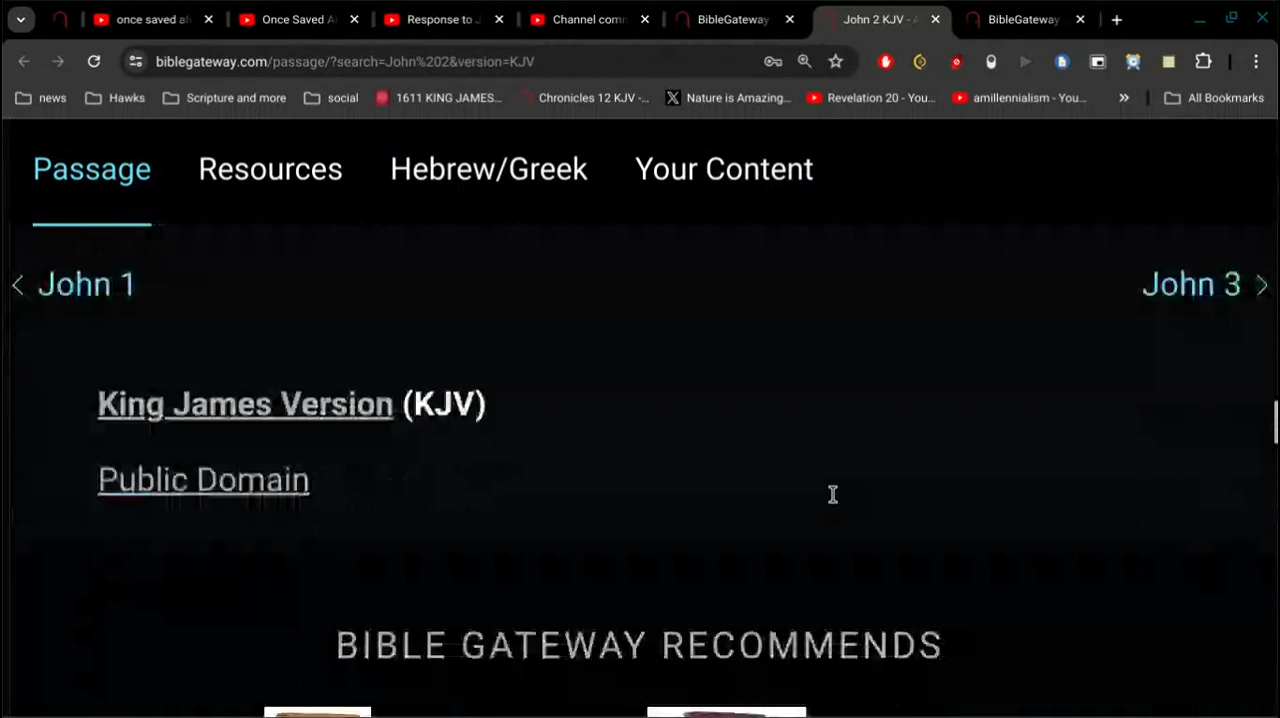 once saved al
Once Saved A
Response to J
Channel comm
BibleGateway
John 2 KJV - A
BibleGateway
biblegateway.com/passage/?search=John%202&version=KJV
news
Hawks
Scripture and more
social
1611 KING JAMES...
Chronicles 12 KJV -...
Nature is Amazing...
Revelation 20 - You...
amillennialism - You...
»
All Bookmarks
Passage
Resources
Hebrew/Greek
Your Content
< John 1
John 3 >
King James Version (KJV)
Public Domain
BIBLE GATEWAY RECOMMENDS